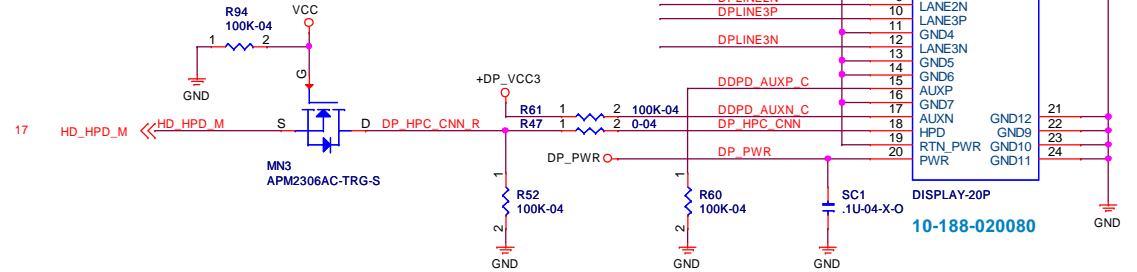 DPLINE2N
9
LANE2N
DPLINE3P
10
LANE3P
11
GND4
DPLINE3N
12
LANE3N
13
GND5
14
GND6
DDPD_AUXP_C
15
AUXP
16
GND7
DDPD_AUXN_C
17
AUXN
DP_HPC_CNN
18
HPD
19
RTN_PWR
DP_PWR
DP_PWR
20
PWR
21
GND12
22
GND9
23
GND10
24
GND11
GND
DISPLAY-20P
10-188-020080
VCC
R94
100K-04
1
2
GND
G
17
HD_HPD_M
HD_HPD_M
S
D
DP_HPC_CNN_R
MN3
APM2306AC-TRG-S
+DP_VCC3
R61
1
2
100K-04
R47
1
2
0-04
1
R52
100K-04
2
GND
1
R60
100K-04
2
GND
SC1
.1U-04-X-O
GND